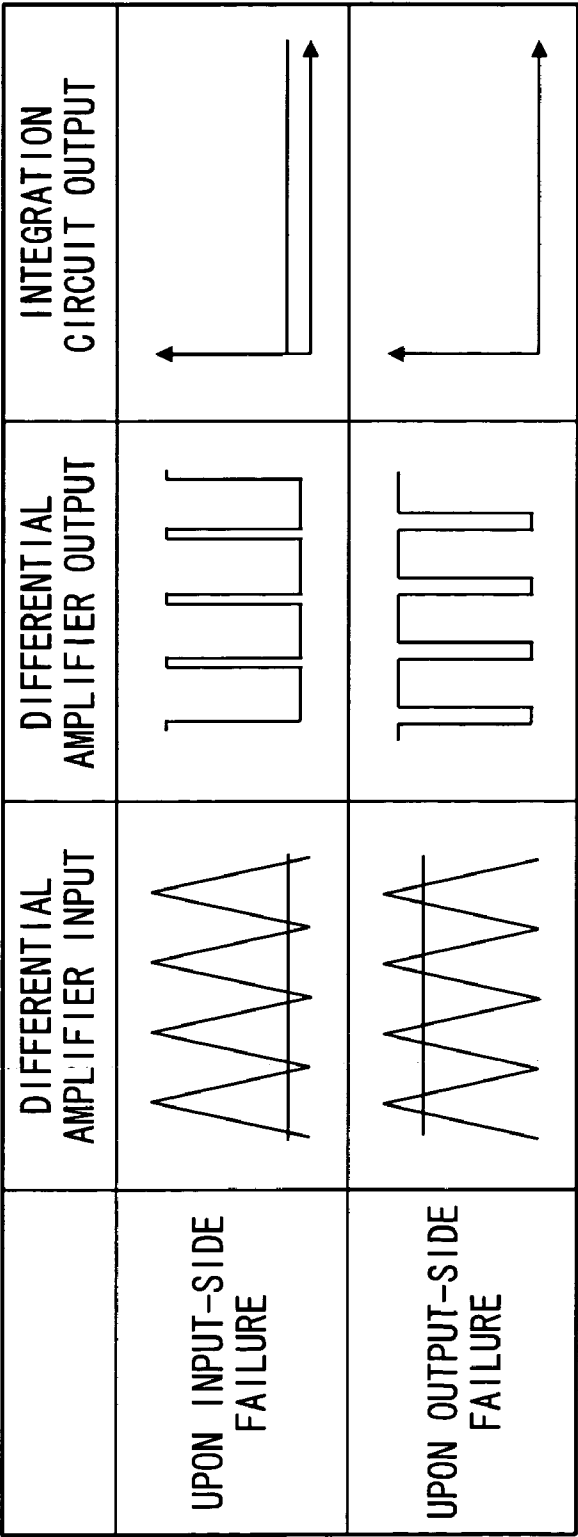 DIFFERENTIAL
AMPLIFIER INPUT
DIFFERENTIAL
AMPLIFIER OUTPUT
INTEGRATION
CIRCUIT OUTPUT
UPON INPUT-SIDE
FAILURE
UPON OUTPUT-SIDE
FAILURE